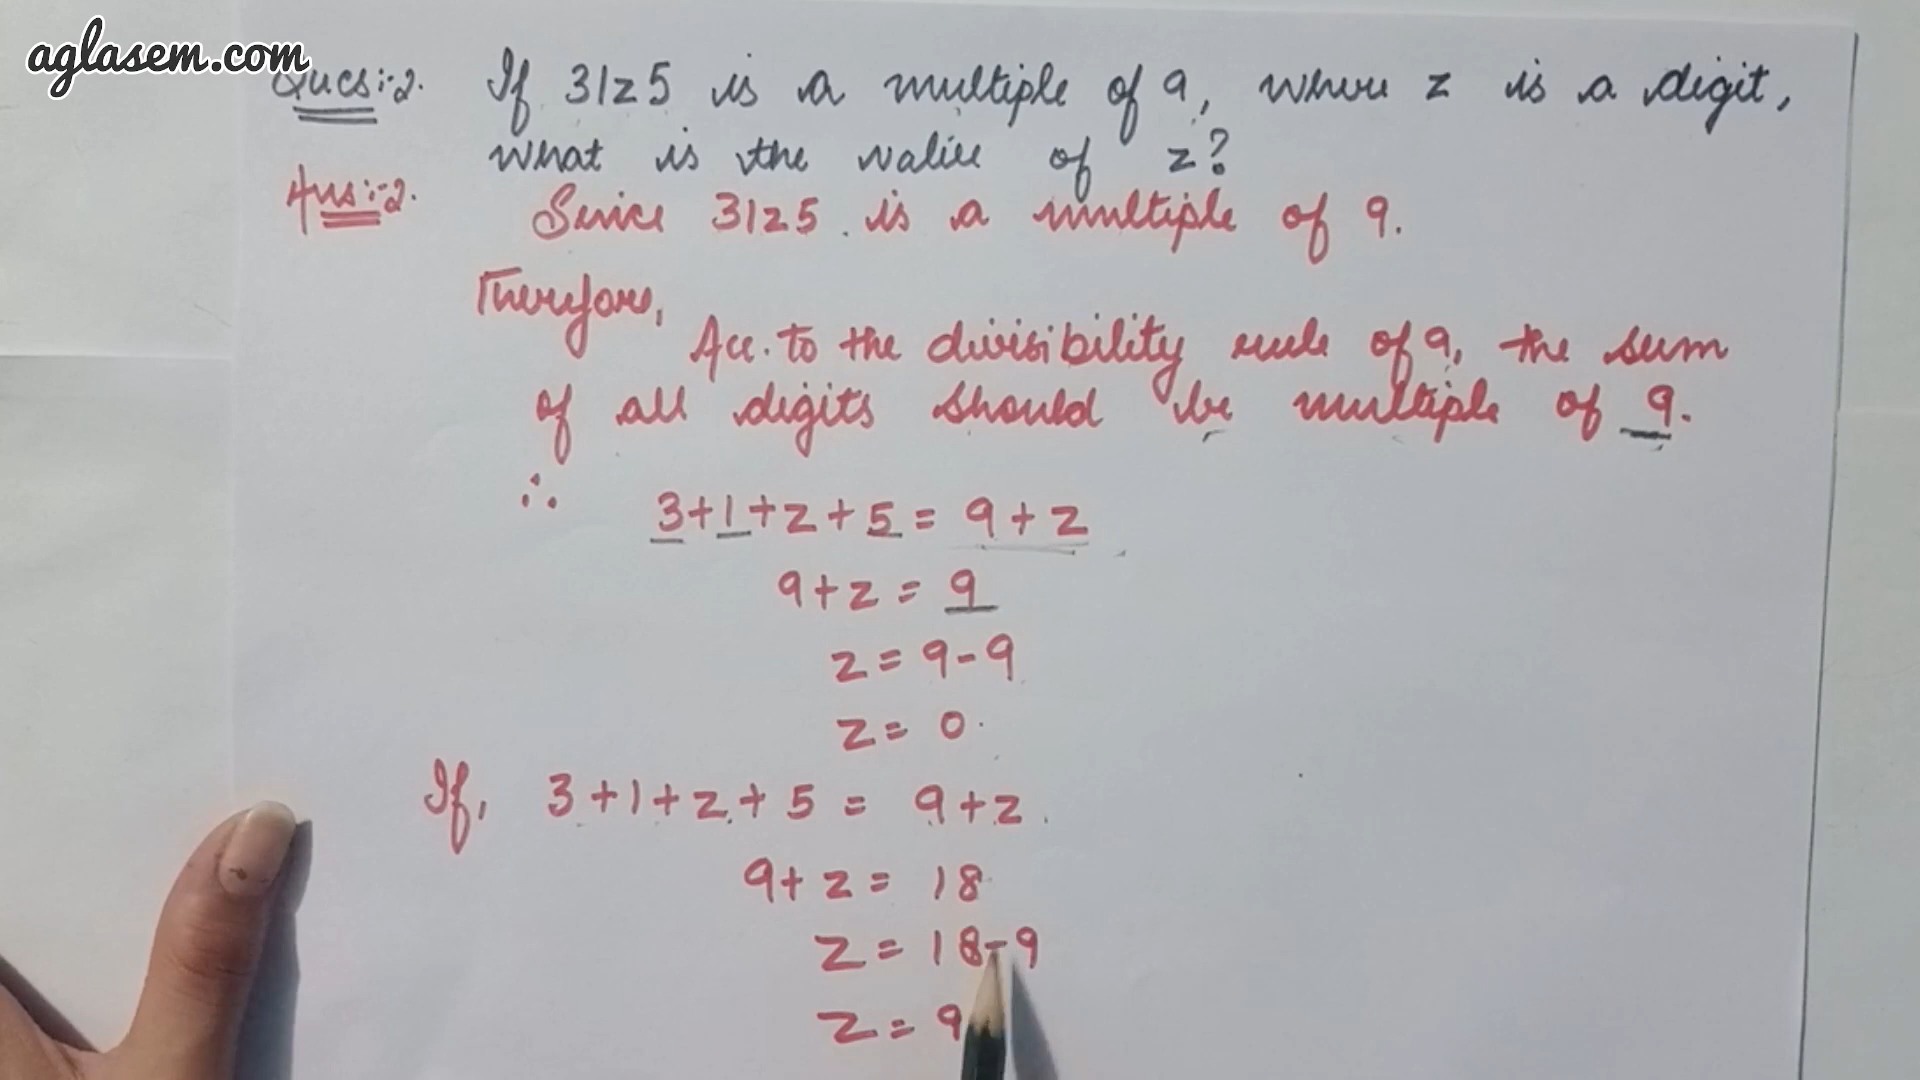 aglasem.com
Ques:-2. If 31z5 is a multiple of 9, where z is a digit,
what is the value of z?
Ans:-2. Since 31z5 is a multiple of 9.
Therefore,
Acc. to the divisibility rule of 9, the sum
of all digits should be multiple of 9.
∴ 3+1+z+5 = 9+z
9+z = 9
z = 9-9
z = 0.
If, 3+1+z+5 = 9+z.
9+z = 18
z = 18-9
z = 9